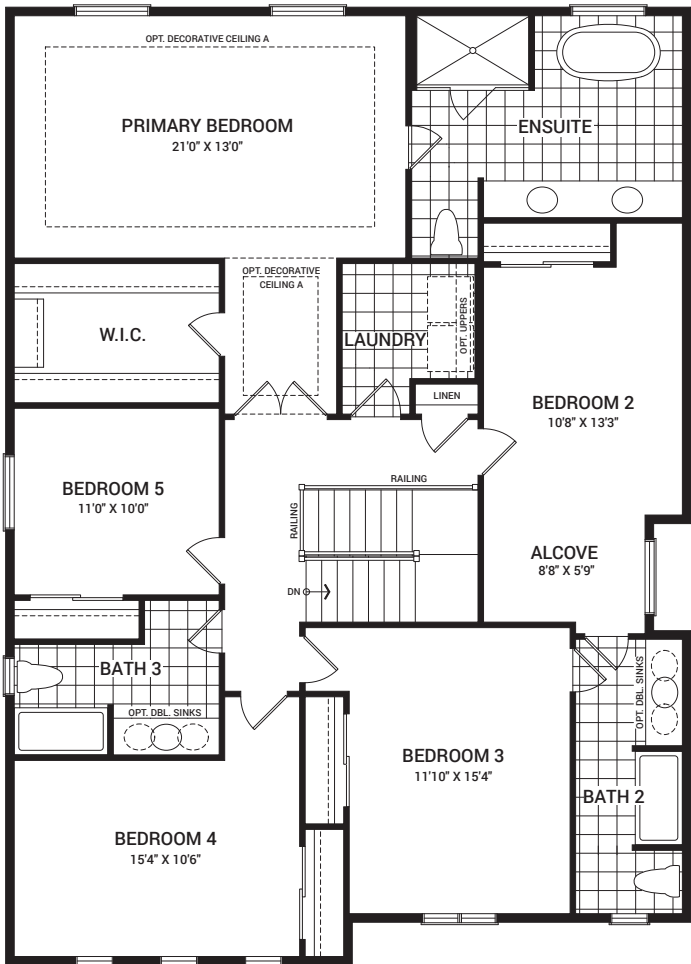 OPT. DECORATIVE CEILING A
PRIMARY BEDROOM
21'0" X 13'0"
ENSUITE
OPT. DECORATIVE
CEILING A
W.I.C.
LAUNDRY
OPT. UPPERS
LINEN
BEDROOM 2
10'8" X 13'3"
BEDROOM 5
11'0" X 10'0"
RAILING
RAILING
ALCOVE
8'8" X 5'9"
DN
BATH 3
OPT. DBL. SINKS
OPT. DBL. SINKS
BEDROOM 3
11'10" X 15'4"
BATH 2
BEDROOM 4
15'4" X 10'6"